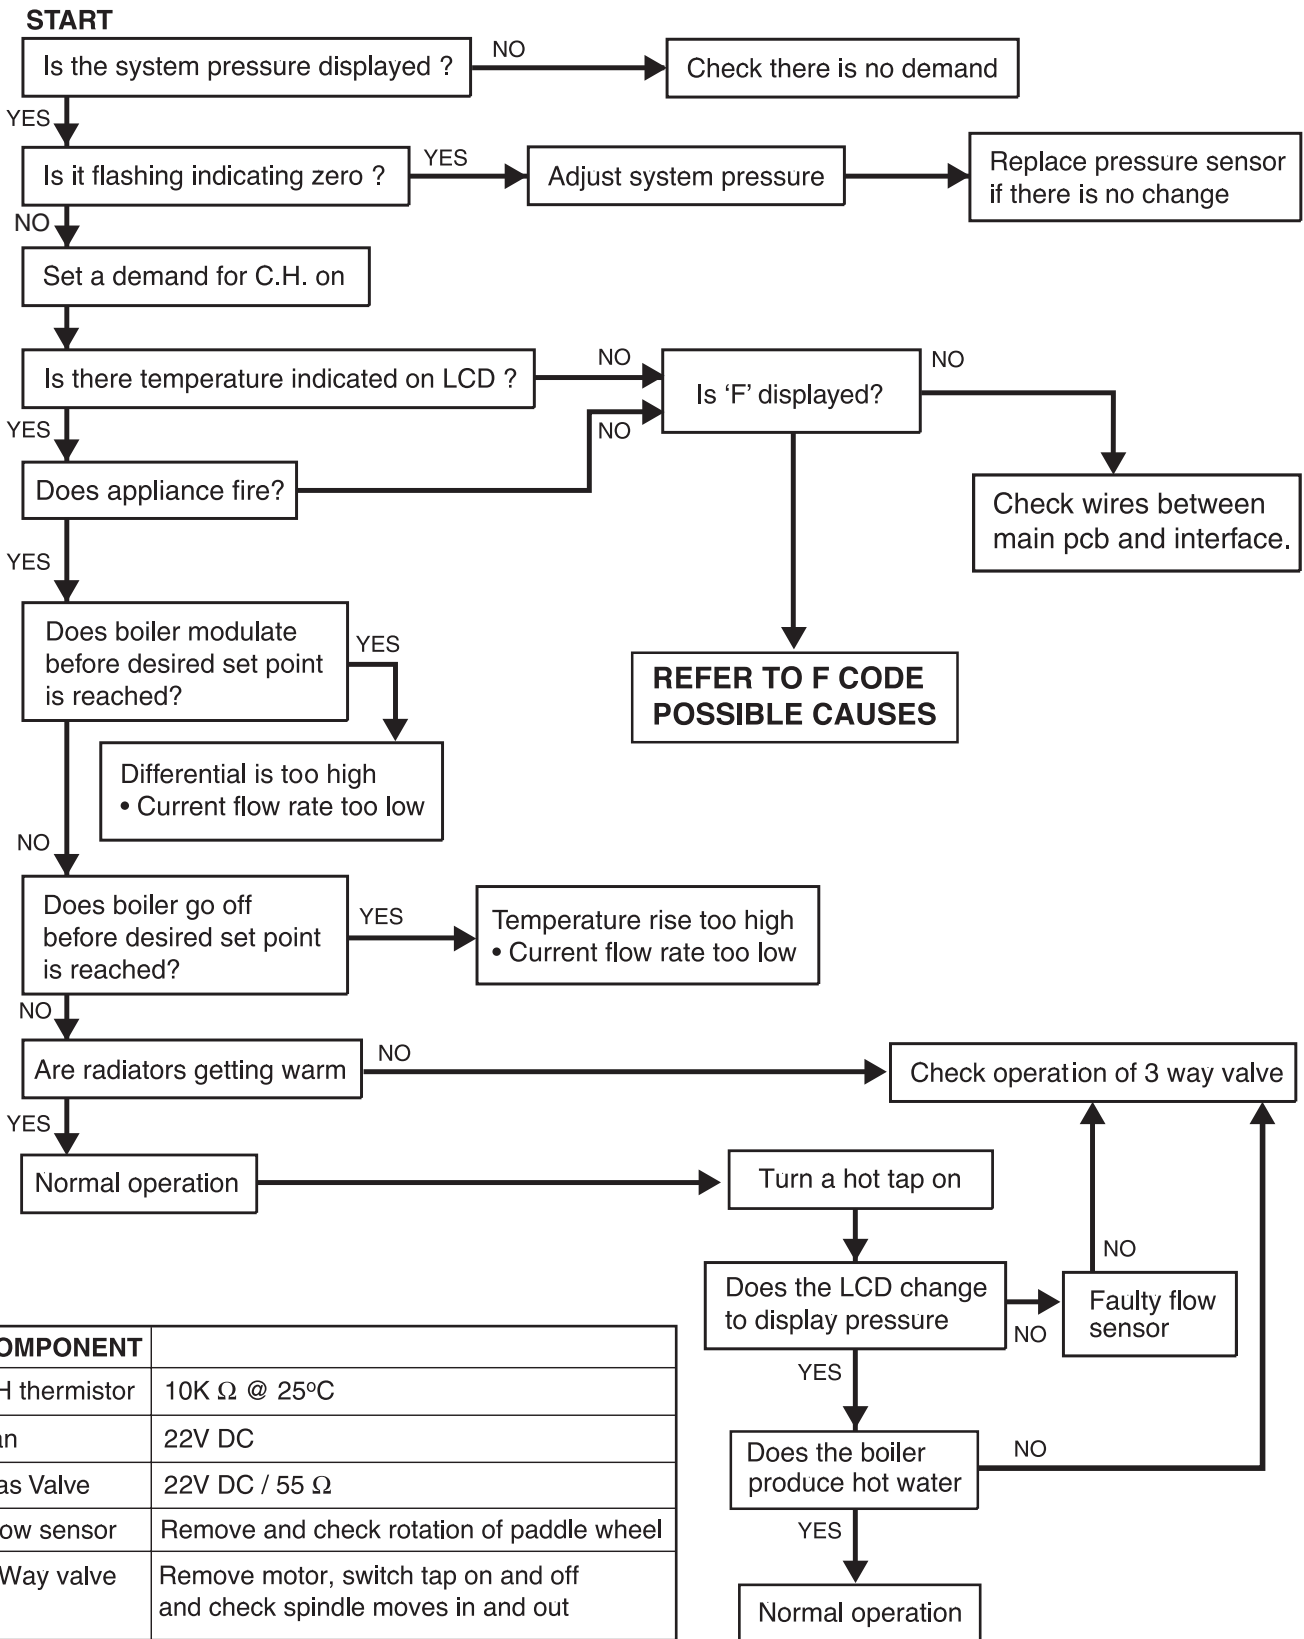 START
Is the system pressure displayed ?
NO
Check there is no demand
YES
Is it flashing indicating zero ?
YES
Adjust system pressure
Replace pressure sensor
if there is no change
NO
Set a demand for C.H. on
Is there temperature indicated on LCD ?
NO
Is ‘F’ displayed?
NO
YES
NO
Does appliance fire?
Check wires between
main pcb and interface.
YES
Does boiler modulate
before desired set point
is reached?
YES
REFER TO F CODE
POSSIBLE CAUSES
Differential is too high
• Current flow rate too low
NO
Does boiler go off
before desired set point
is reached?
YES
Temperature rise too high
• Current flow rate too low
NO
Are radiators getting warm
NO
Check operation of 3 way valve
YES
Normal operation
Turn a hot tap on
NO
Does the LCD change
to display pressure
NO
Faulty flow
sensor
YES
Does the boiler
produce hot water
NO
YES
Normal operation
OMPONENT
H thermistor
10K Ω @ 25ºC
an
22V DC
as Valve
22V DC / 55 Ω
ow sensor
Remove and check rotation of paddle wheel
Way valve
Remove motor, switch tap on and off
and check spindle moves in and out